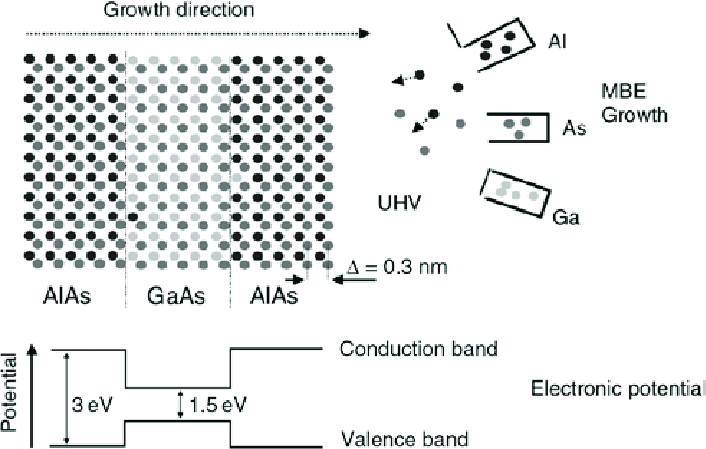 Growth direction
Al
MBE
Growth
As
UHV
Ga
Δ = 0.3 nm
AlAs
GaAs
AlAs
Potential
Conduction band
3 eV
1.5 eV
Electronic potential
Valence band